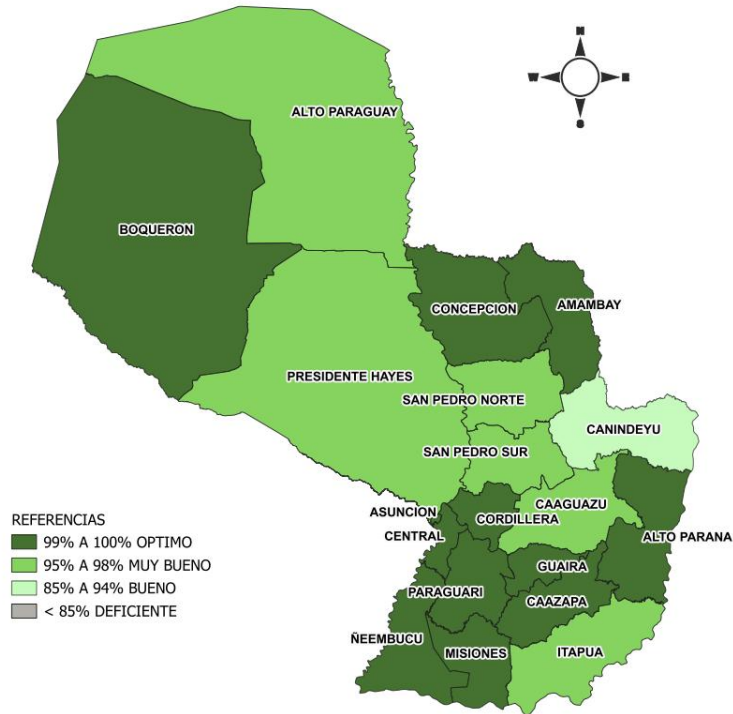 N
W
E
S
ALTO PARAGUAY
BOQUERON
CONCEPCION
AMAMBAY
PRESIDENTE HAYES
SAN PEDRO NORTE
CANINDEYU
SAN PEDRO SUR
CAAGUAZU
ASUNCION
CORDILLERA
CENTRAL
ALTO PARANA
GUAIRA
PARAGUARI
CAAZAPA
ÑEEMBUCU
MISIONES
ITAPUA
REFERENCIAS
99% A 100% OPTIMO
95% A 98% MUY BUENO
85% A 94% BUENO
< 85% DEFICIENTE